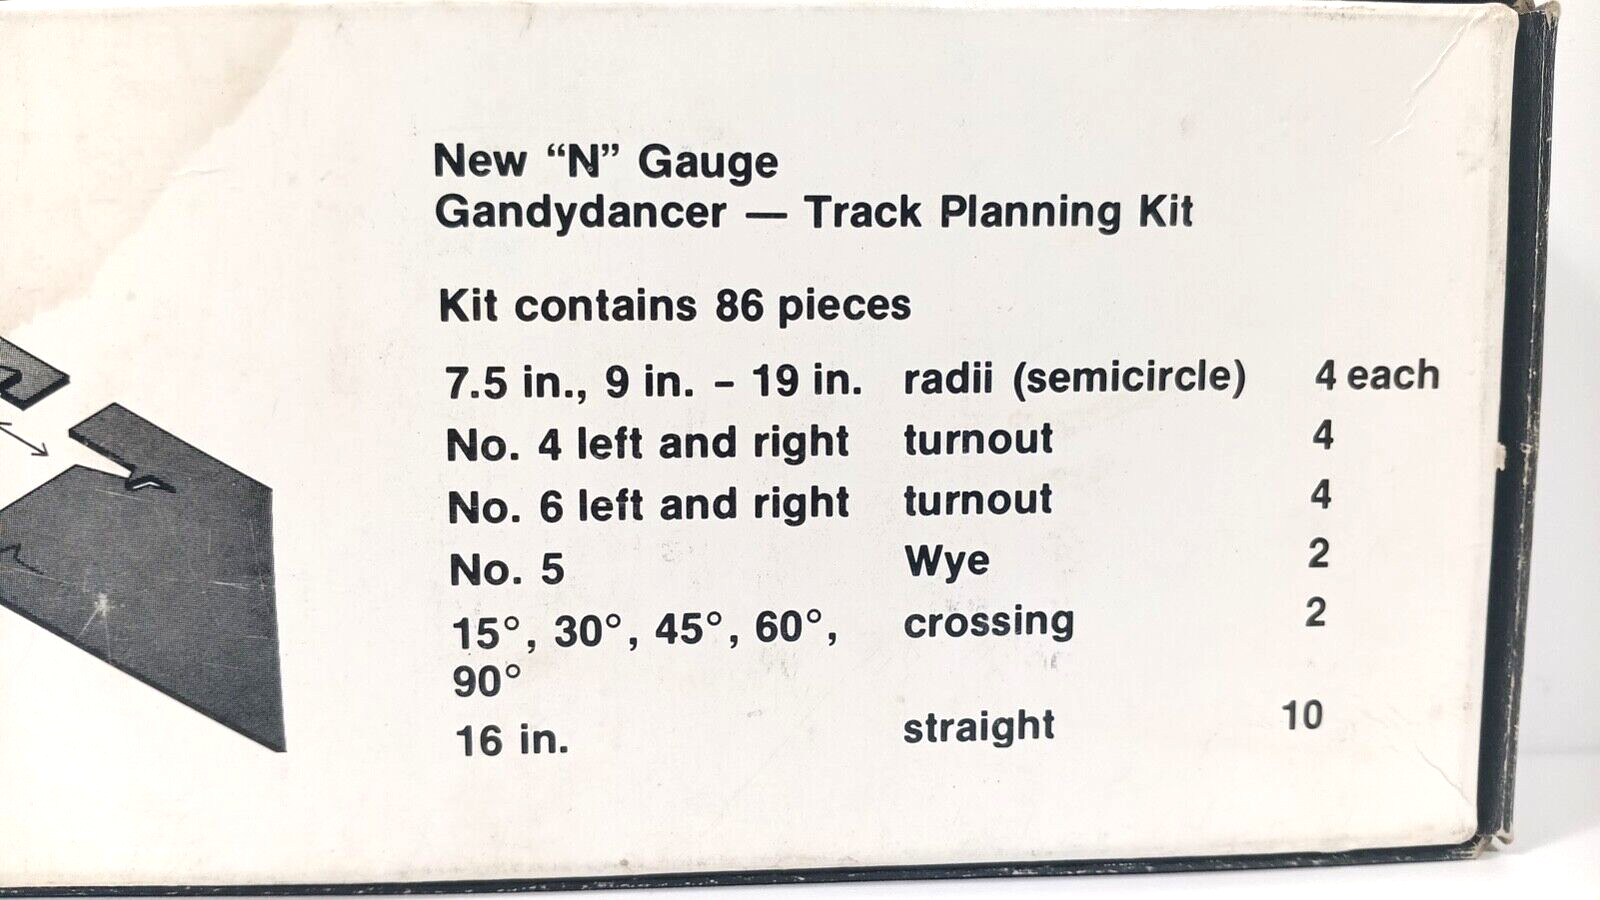 New “N” Gauge
Gandydancer — Track Planning Kit
Kit contains 86 pieces
7.5 in., 9 in. – 19 in. radii (semicircle) 4 each
No. 4 left and right turnout 4
No. 6 left and right turnout 4
No. 5 Wye 2
15°, 30°, 45°, 60°, crossing 2
90°
16 in. straight 10